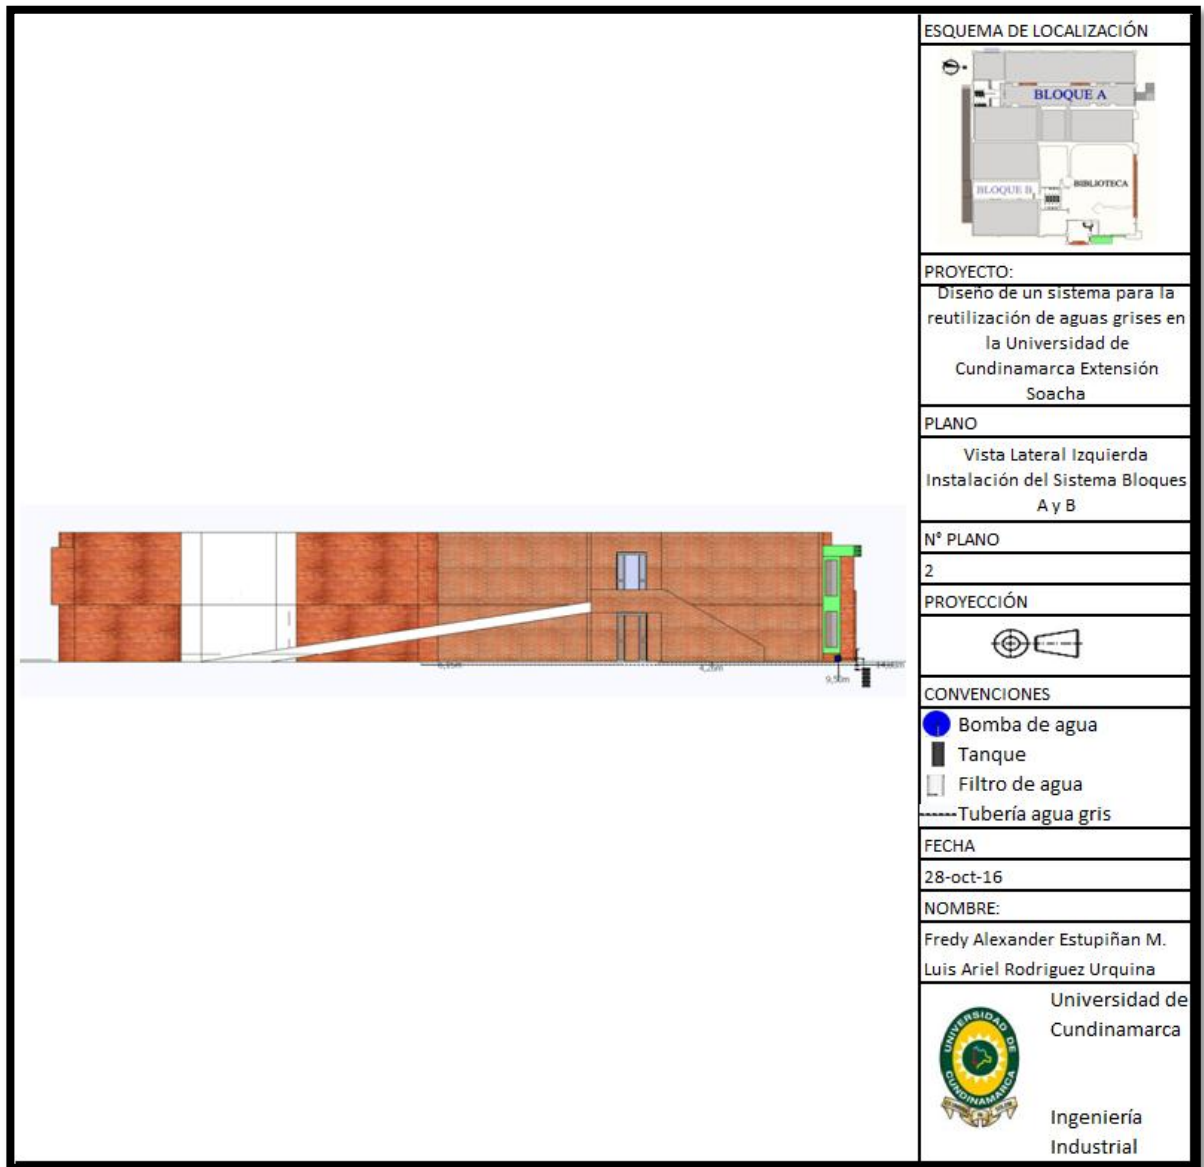 ESQUEMA DE LOCALIZACIÓN
BLOQUE A
BLOQUE B
BIBLIOTECA
PROYECTO:
Diseño de un sistema para la
reutilización de aguas grises en
la Universidad de
Cundinamarca Extensión
Soacha
PLANO
Vista Lateral Izquierda
Instalación del Sistema Bloques
A y B
N° PLANO
2
PROYECCIÓN
CONVENCIONES
Bomba de agua
Tanque
Filtro de agua
Tubería agua gris
FECHA
28-oct-16
NOMBRE:
Fredy Alexander Estupiñan M.
Luis Ariel Rodriguez Urquina
Universidad de
Cundinamarca
Ingeniería
Industrial
UNIVERSIDAD DE
CUNDINAMARCA